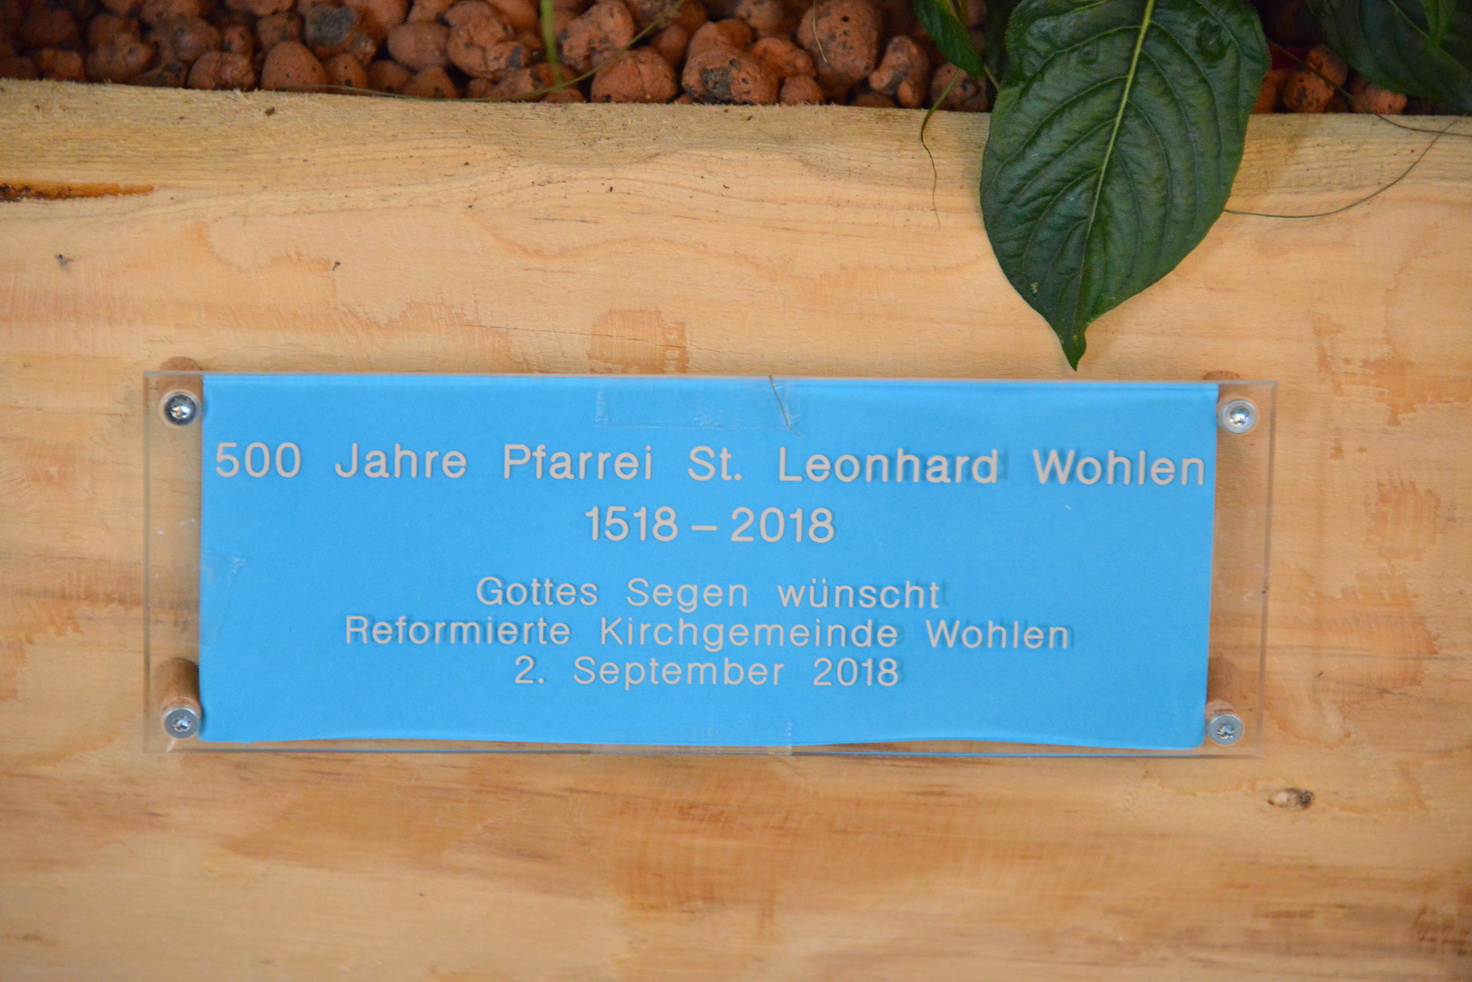 500 Jahre Pfarrei St. Leonhard Wohlen
1518 – 2018
Gottes Segen wünscht
Reformierte Kirchgemeinde Wohlen
2. September 2018